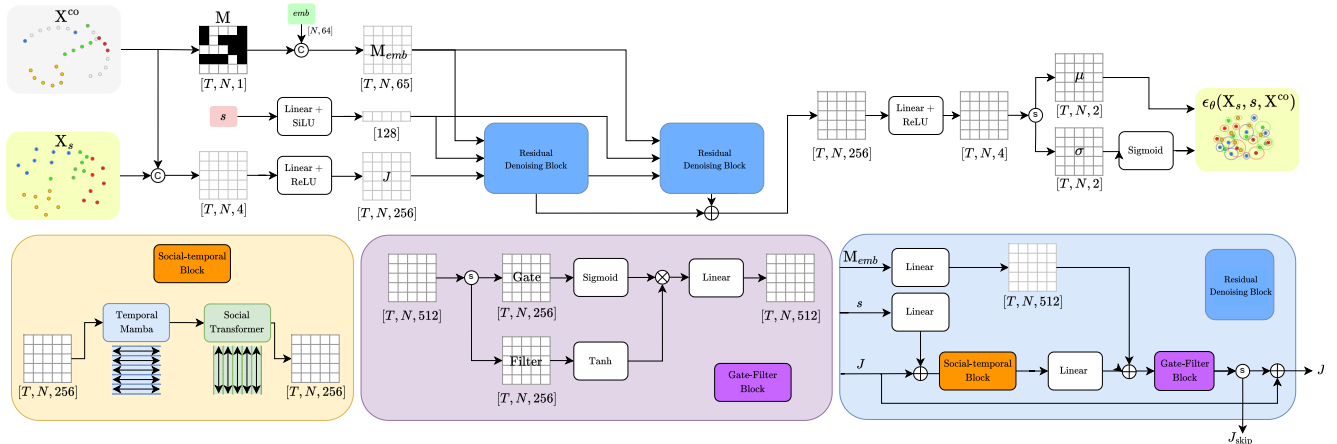 X^co
M
emb
[N, 64]
C
[T, N, 1]
M_emb
[T, N, 65]
s
Linear +
SiLU
[128]
X_s
C
[T, N, 4]
Linear +
ReLU
J
[T, N, 256]
Residual
Denoising Block
Residual
Denoising Block
[T, N, 256]
Linear +
ReLU
[T, N, 4]
S
μ
[T, N, 2]
σ
[T, N, 2]
Sigmoid
ϵ_θ(X_s, s, X^co)
Social-temporal
Block
Temporal
Mamba
Social
Transformer
[T, N, 256]
[T, N, 256]
[T, N, 512]
S
Gate
[T, N, 256]
Sigmoid
Linear
[T, N, 512]
Filter
[T, N, 256]
Tanh
Gate-Filter
Block
M_emb
Linear
[T, N, 512]
Residual
Denoising Block
s
Linear
J
Social-temporal
Block
Linear
Gate-Filter
Block
S
J
J_skip